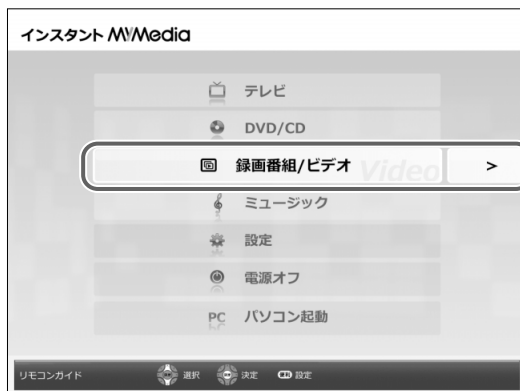 インスタント MyMedia
テレビ
DVD/CD
録画番組/ビデオ Video >
ミュージック
設定
電源オフ
PC パソコン起動
リモコンガイド 選択 決定 設定